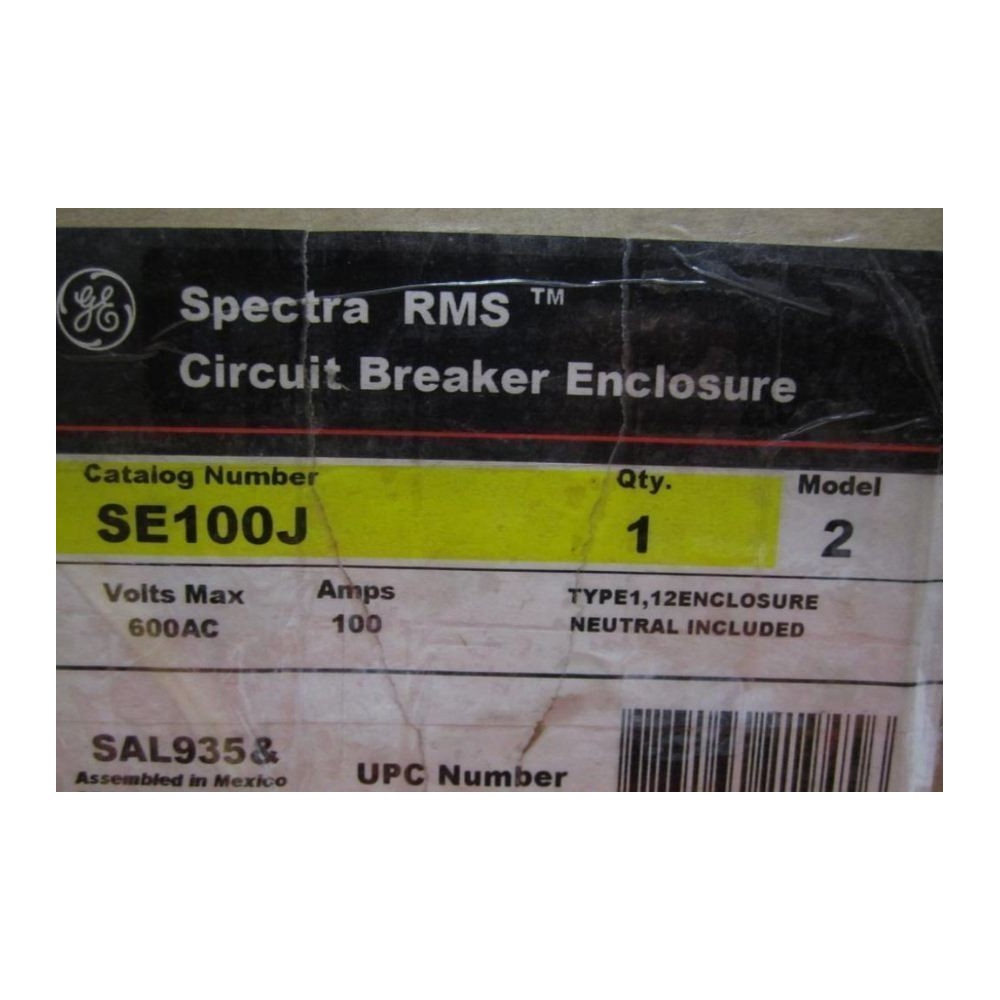 GE
Spectra RMS ™
Circuit Breaker Enclosure
Catalog Number Qty. Model
SE100J 1 2
Volts Max Amps TYPE1,12ENCLOSURE
600AC 100 NEUTRAL INCLUDED
SAL935&
Assembled in Mexico
UPC Number